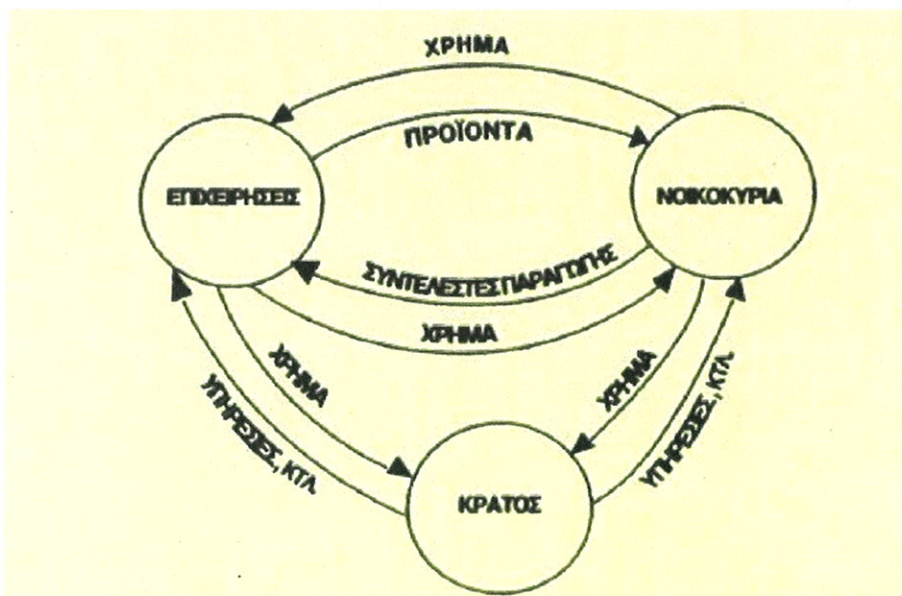 ΧΡΗΜΑ
ΠΡΟΪΟΝΤΑ
ΕΠΙΧΕΙΡΗΣΕΙΣ
ΝΟΙΚΟΚΥΡΙΑ
ΣΥΝΤΕΛΕΣΤΕΣ ΠΑΡΑΓΩΓΗΣ
ΧΡΗΜΑ
ΧΡΗΜΑ
ΧΡΗΜΑ
ΥΠΗΡΕΣΙΕΣ, ΚΤΛ.
ΥΠΗΡΕΣΙΕΣ, ΚΤΛ.
ΚΡΑΤΟΣ